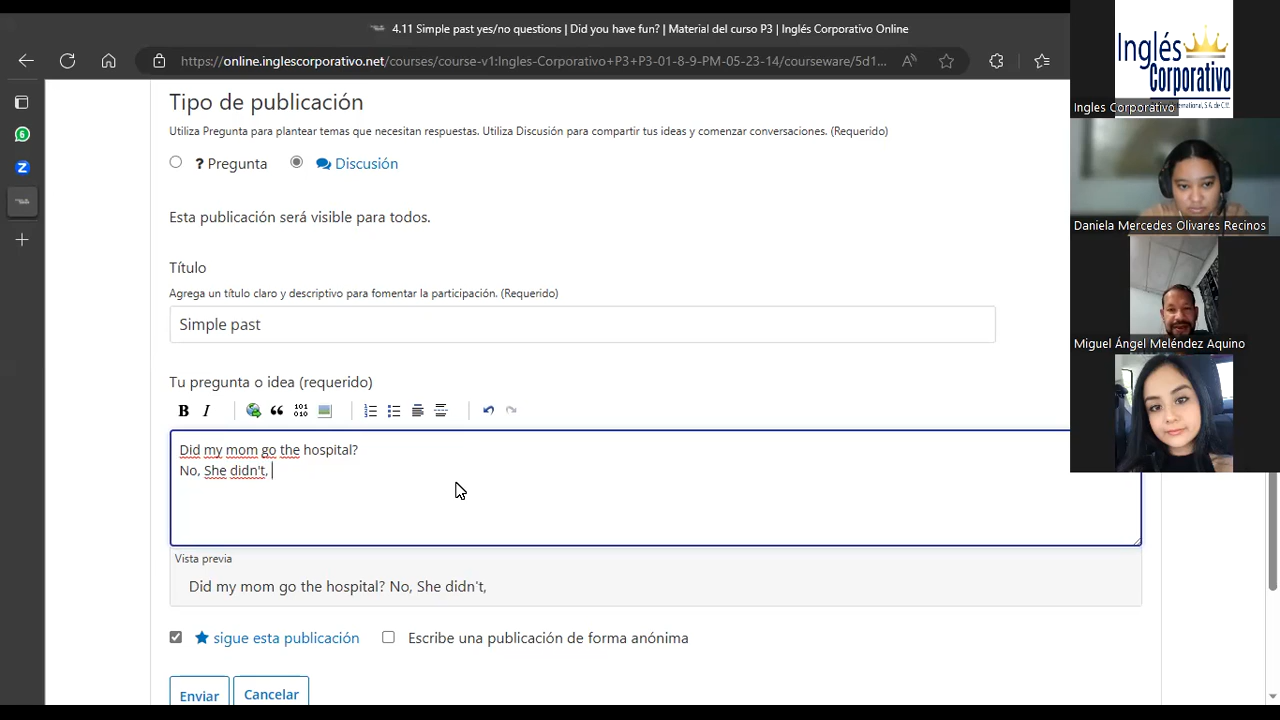 4.11 Simple past yes/no questions | Did you have fun? | Material del curso P3 | Inglés Corporativo Online
https://online.inglescorporativo.net/courses/course-v1:Ingles-Corporativo+P3+P3-01-8-9-PM-05-23-14/courseware/5d1...
Tipo de publicación
Utiliza Pregunta para plantear temas que necesitan respuestas. Utiliza Discusión para compartir tus ideas y comenzar conversaciones. (Requerido)
? Pregunta
Discusión
Esta publicación será visible para todos.
Título
Agrega un título claro y descriptivo para fomentar la participación. (Requerido)
Simple past
Tu pregunta o idea (requerido)
B I
101
010
Did my mom go the hospital?
No, She didn't,
Vista previa
Did my mom go the hospital? No, She didn't,
sigue esta publicación
Escribe una publicación de forma anónima
Enviar
Cancelar
Inglés
Corporativo
International, S.A. de C.V.
Ingles Corporativo
Daniela Mercedes Olivares Recinos
Miguel Ángel Meléndez Aquino
6
Z